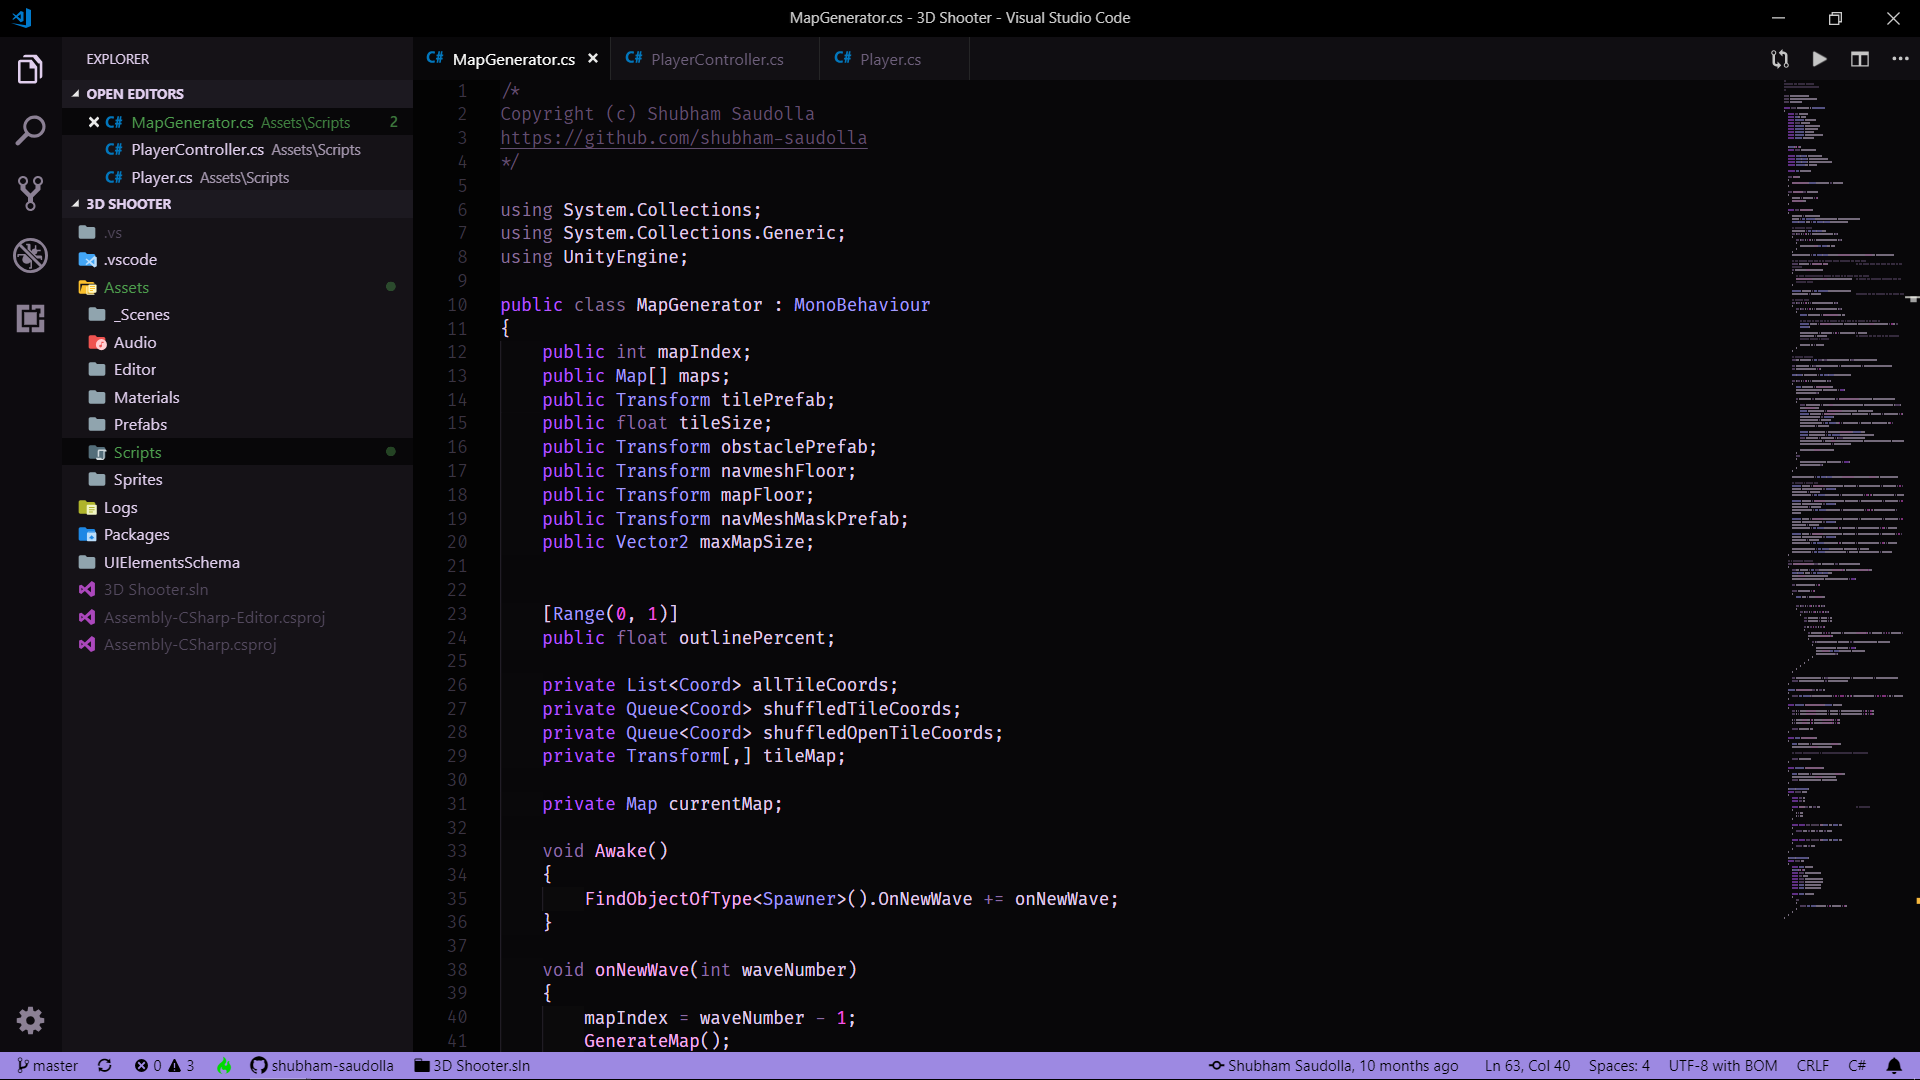 MapGenerator.cs - 3D Shooter - Visual Studio Code
EXPLORER
OPEN EDITORS
MapGenerator.cs Assets\Scripts 2
PlayerController.cs Assets\Scripts
Player.cs Assets\Scripts
3D SHOOTER
.vs
.vscode
Assets
_Scenes
Audio
Editor
Materials
Prefabs
Scripts
Sprites
Logs
Packages
UIElementsSchema
3D Shooter.sln
Assembly-CSharp-Editor.csproj
Assembly-CSharp.csproj
C# MapGenerator.cs
C# PlayerController.cs
C# Player.cs
1 /*
2 Copyright (c) Shubham Saudolla
3 https://github.com/shubham-saudolla
4 */
5
6 using System.Collections;
7 using System.Collections.Generic;
8 using UnityEngine;
9
10 public class MapGenerator : MonoBehaviour
11 {
12 public int mapIndex;
13 public Map[] maps;
14 public Transform tilePrefab;
15 public float tileSize;
16 public Transform obstaclePrefab;
17 public Transform navmeshFloor;
18 public Transform mapFloor;
19 public Transform navMeshMaskPrefab;
20 public Vector2 maxMapSize;
21
22
23 [Range(0, 1)]
24 public float outlinePercent;
25
26 private List<Coord> allTileCoords;
27 private Queue<Coord> shuffledTileCoords;
28 private Queue<Coord> shuffledOpenTileCoords;
29 private Transform[,] tileMap;
30
31 private Map currentMap;
32
33 void Awake()
34 {
35 FindObjectOfType<Spawner>().OnNewWave += onNewWave;
36 }
37
38 void onNewWave(int waveNumber)
39 {
40 mapIndex = waveNumber - 1;
41 GenerateMap();
master 0 3 shubham-saudolla 3D Shooter.sln Shubham Saudolla, 10 months ago Ln 63, Col 40 Spaces: 4 UTF-8 with BOM CRLF C#